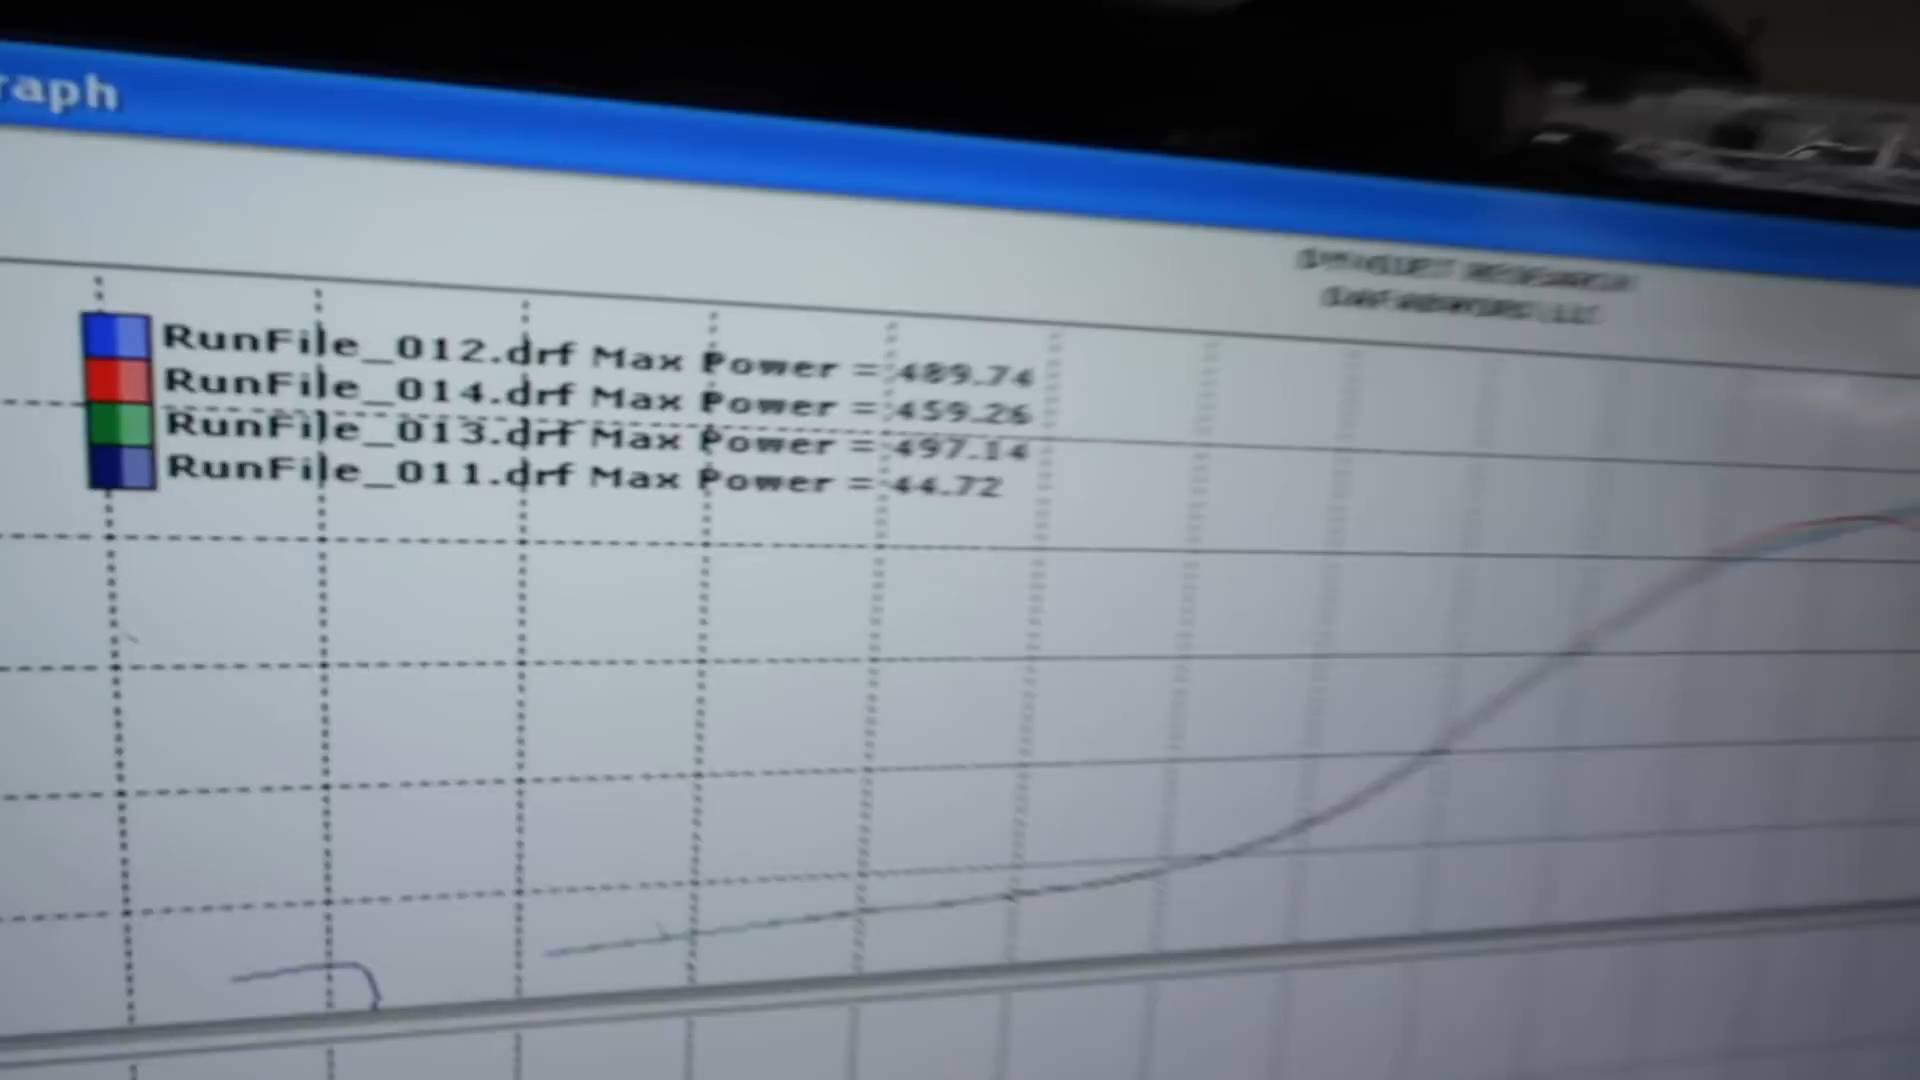 raph
RunFile_012.drf Max Power = 489.74
RunFile_014.drf Max Power = 459.26
RunFile_013.drf Max Power = 497.14
RunFile_011.drf Max Power = 44.72